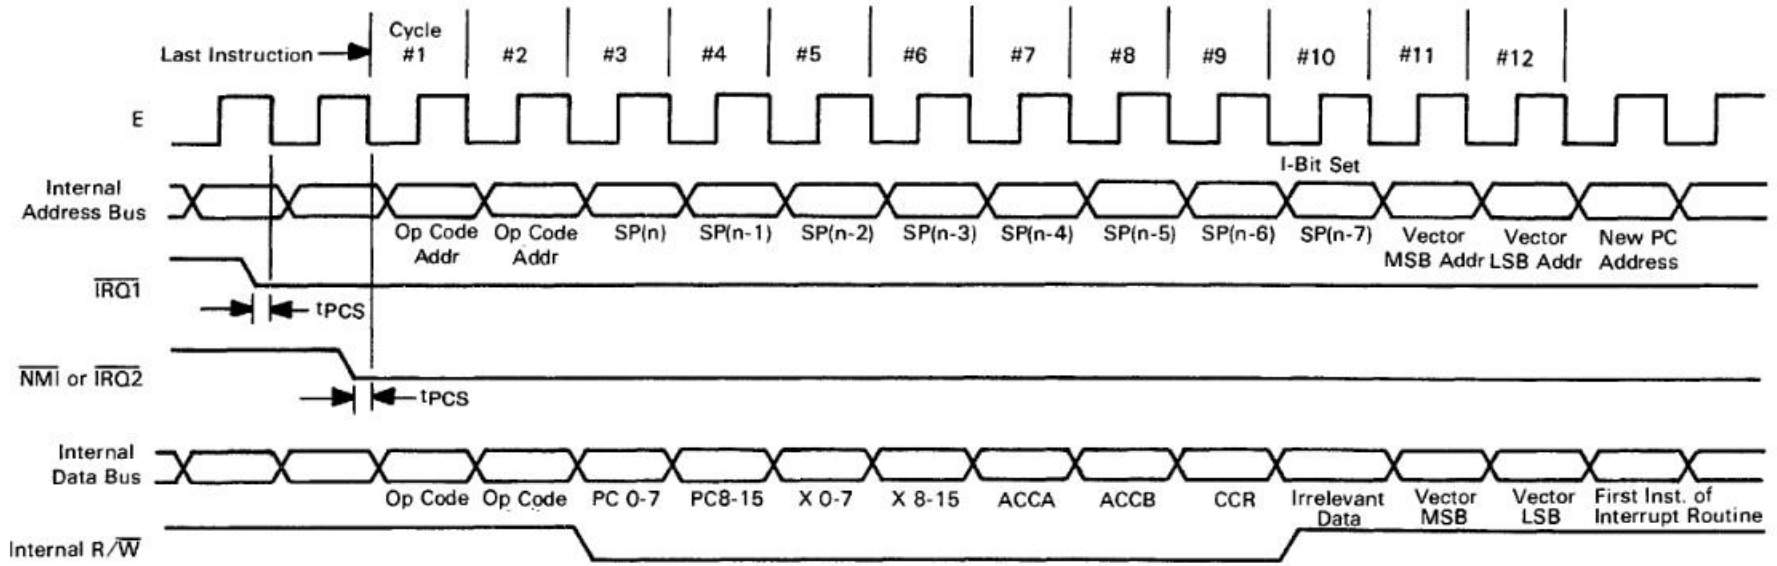 Cycle
Last Instruction #1 #2 #3 #4 #5 #6 #7 #8 #9 #10 #11 #12
E
I-Bit Set
Internal
Address Bus
Op Code Op Code SP(n) SP(n-1) SP(n-2) SP(n-3) SP(n-4) SP(n-5) SP(n-6) SP(n-7) Vector Vector New PC
Addr Addr MSB Addr LSB Addr Address
IRQ1
tPCS
NMI or IRQ2
tPCS
Internal
Data Bus
Op Code Op Code PC 0-7 PC8-15 X 0-7 X 8-15 ACCA ACCB CCR Irrelevant Vector Vector First Inst. of
Data MSB LSB Interrupt Routine
Internal R/W